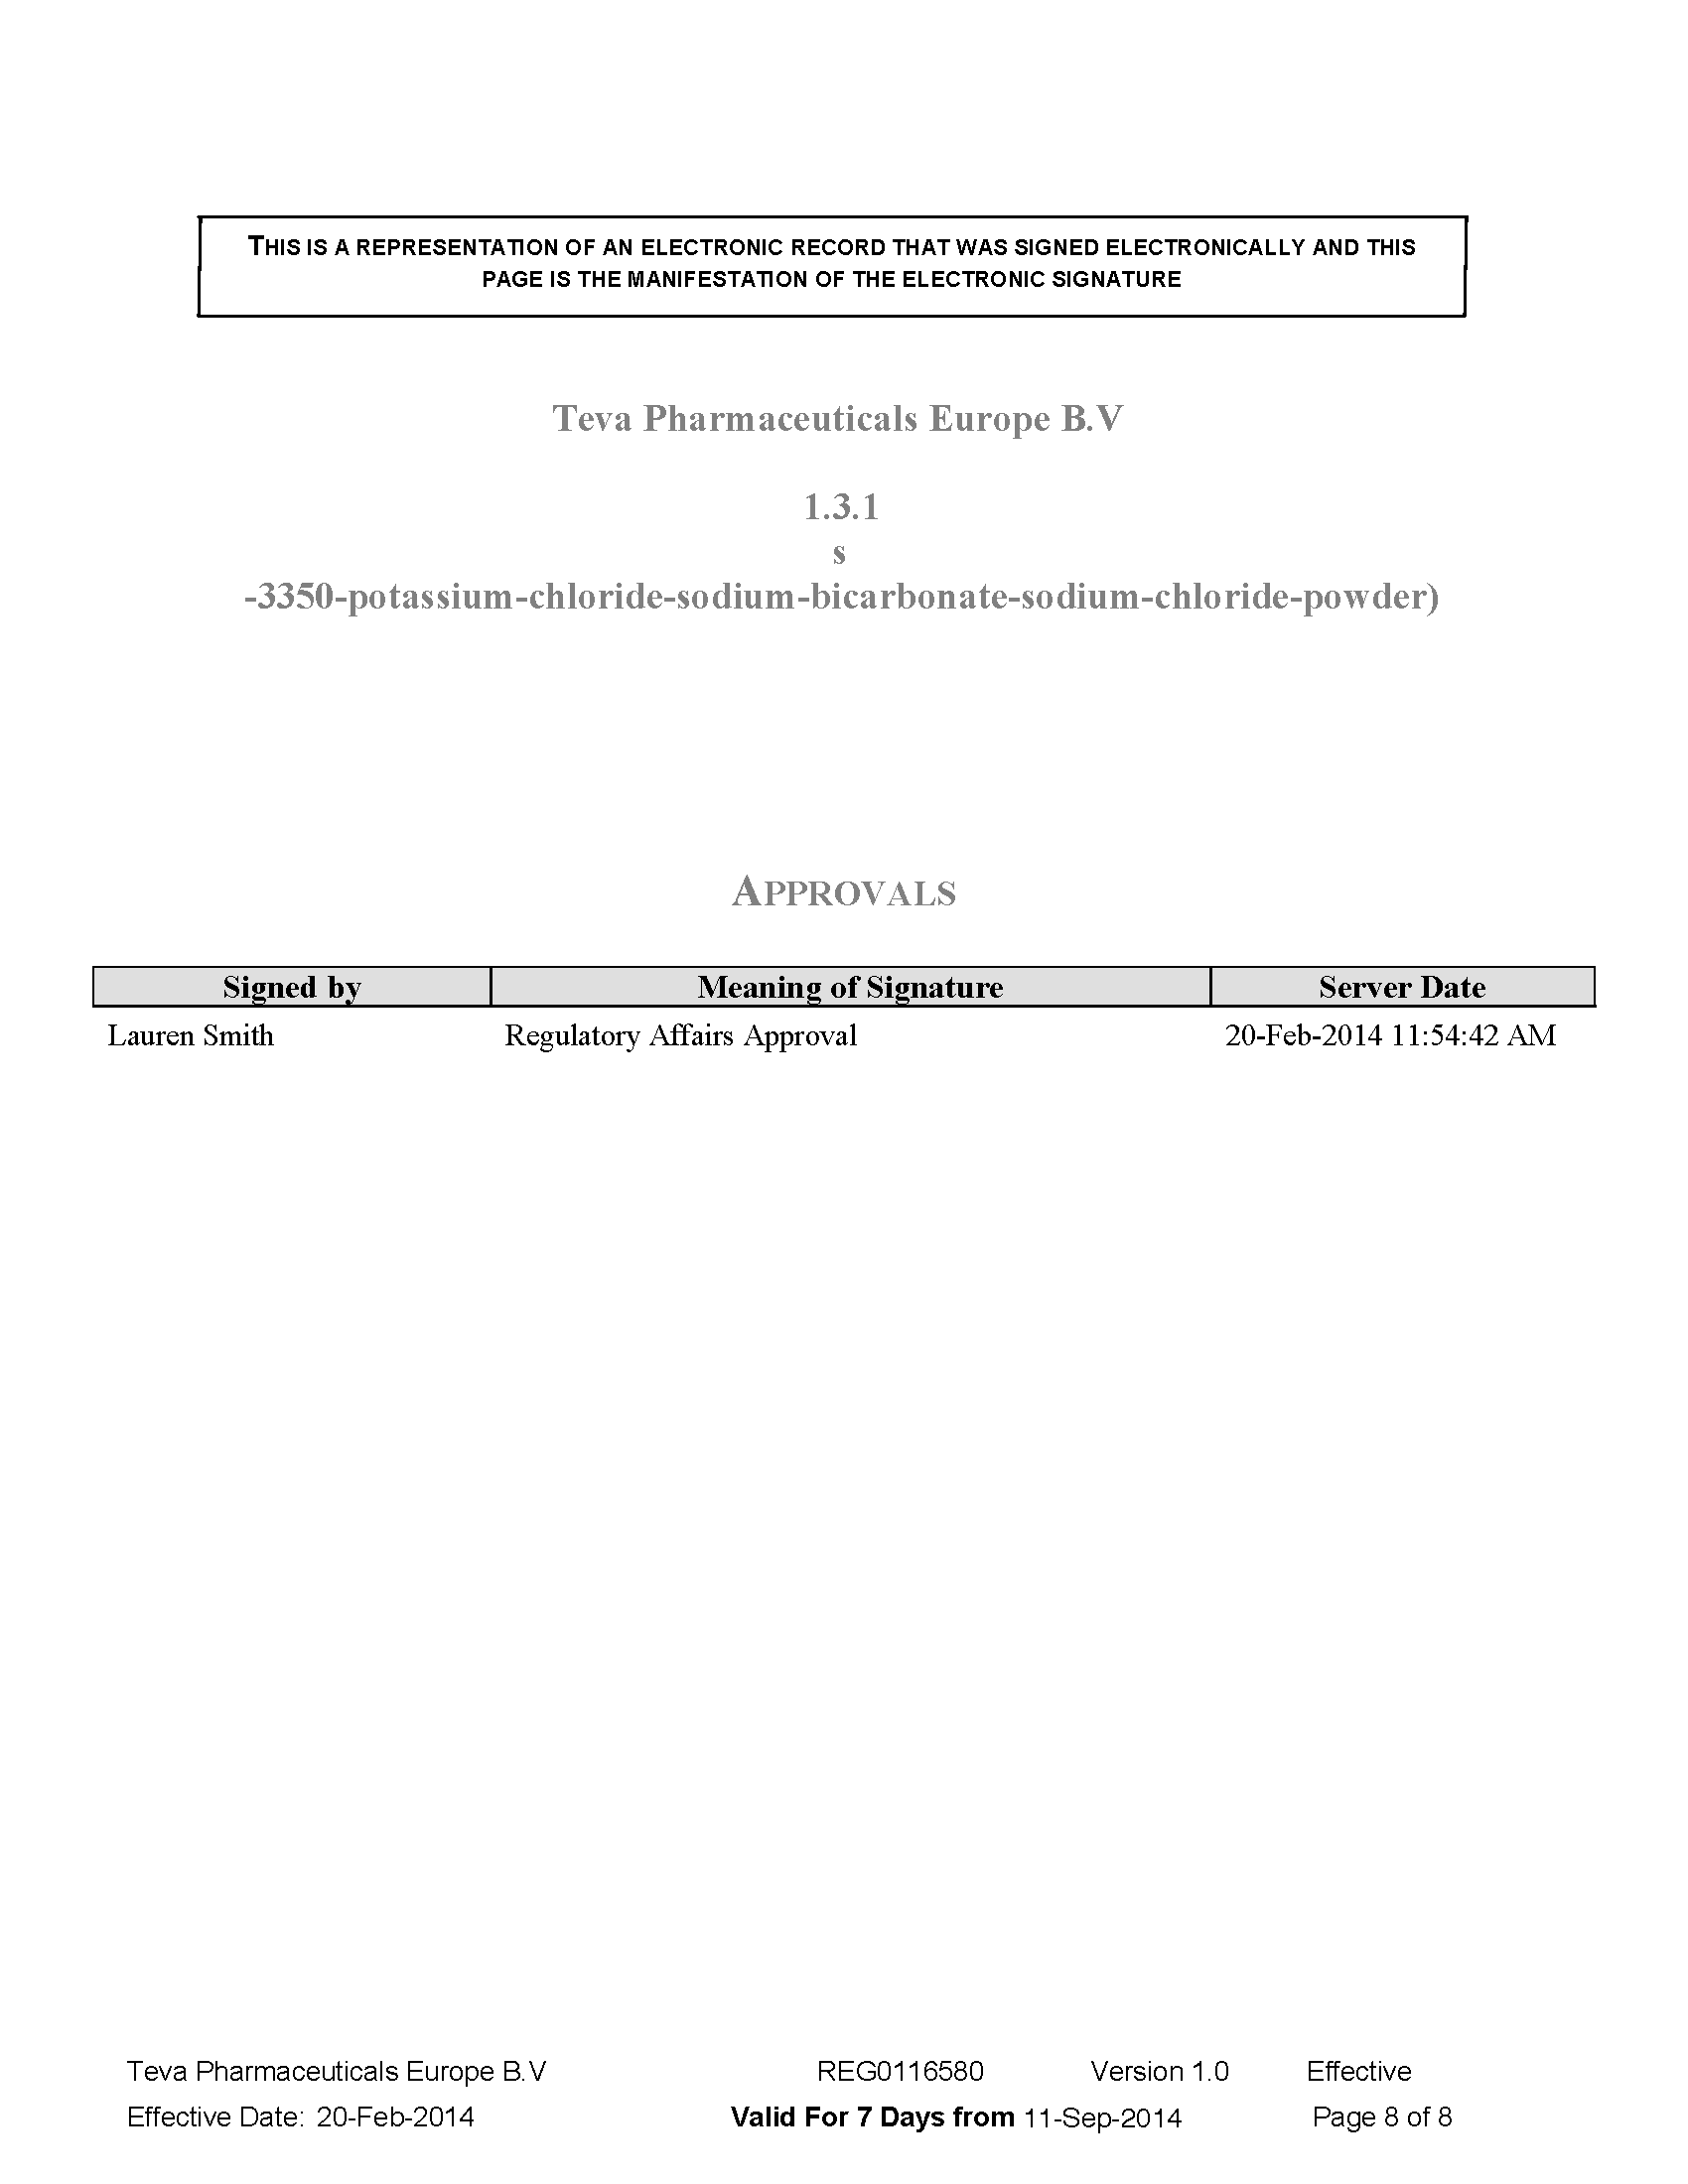 THIS IS A REPRESENTATION OF AN ELECTRONIC RECORD THAT WAS SIGNED ELECTRONICALLY AND THIS
PAGE IS THE MANIFESTATION OF THE ELECTRONIC SIGNATURE
Teva Pharmaceuticals Europe B.V
1.3.1
s
-3350-potassium-chloride-sodium-bicarbonate-sodium-chloride-powder)
APPROVALS
Signed by Meaning of Signature Server Date
Lauren Smith Regulatory Affairs Approval 20-Feb-2014 11:54:42 AM
Teva Pharmaceuticals Europe B.V REG0116580 Version 1.0 Effective
Effective Date: 20-Feb-2014 Valid For 7 Days from 11-Sep-2014 Page 8 of 8